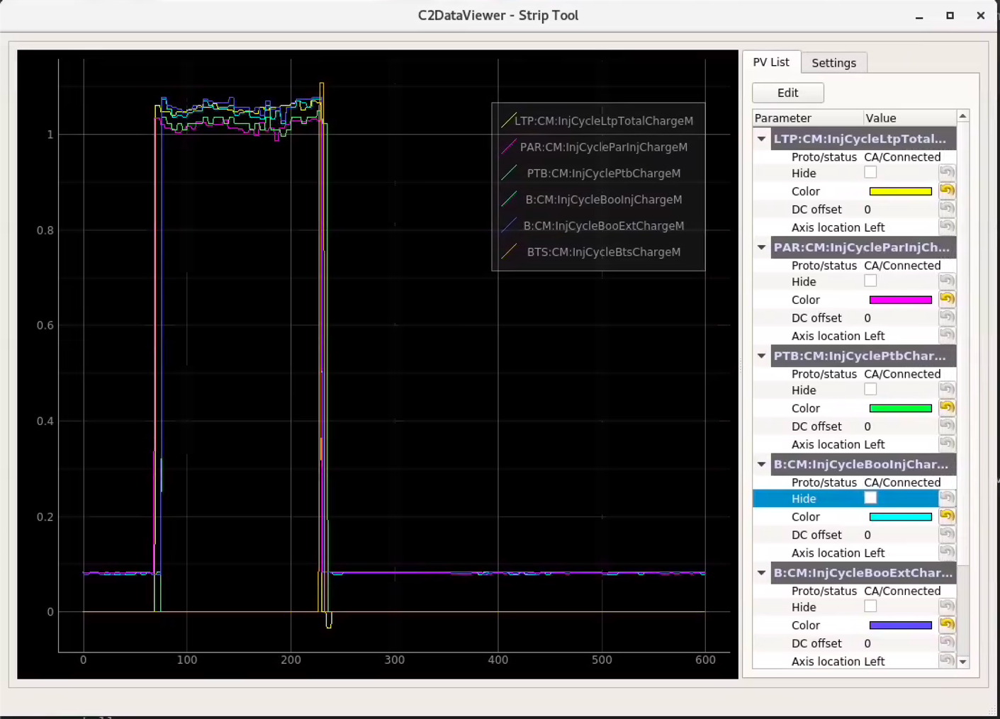 C2DataViewer - Strip Tool
PV List
Settings
Edit
Parameter Value
LTP:CM:InjCycleLtpTotal...
Proto/status CA/Connected
Hide
Color
DC offset 0
Axis location Left
PAR:CM:InjCycleParInjCh...
Proto/status CA/Connected
Hide
Color
DC offset 0
Axis location Left
PTB:CM:InjCyclePtbChar...
Proto/status CA/Connected
Hide
Color
DC offset 0
Axis location Left
B:CM:InjCycleBooInjChar...
Proto/status CA/Connected
Hide
Color
DC offset 0
Axis location Left
B:CM:InjCycleBooExtChar...
Proto/status CA/Connected
Hide
Color
DC offset 0
Axis location Left
LTP:CM:InjCycleLtpTotalChargeM
PAR:CM:InjCycleParInjChargeM
PTB:CM:InjCyclePtbChargeM
B:CM:InjCycleBooInjChargeM
B:CM:InjCycleBooExtChargeM
BTS:CM:InjCycleBtsChargeM
1
0.8
0.6
0.4
0.2
0
0 100 200 300 400 500 600